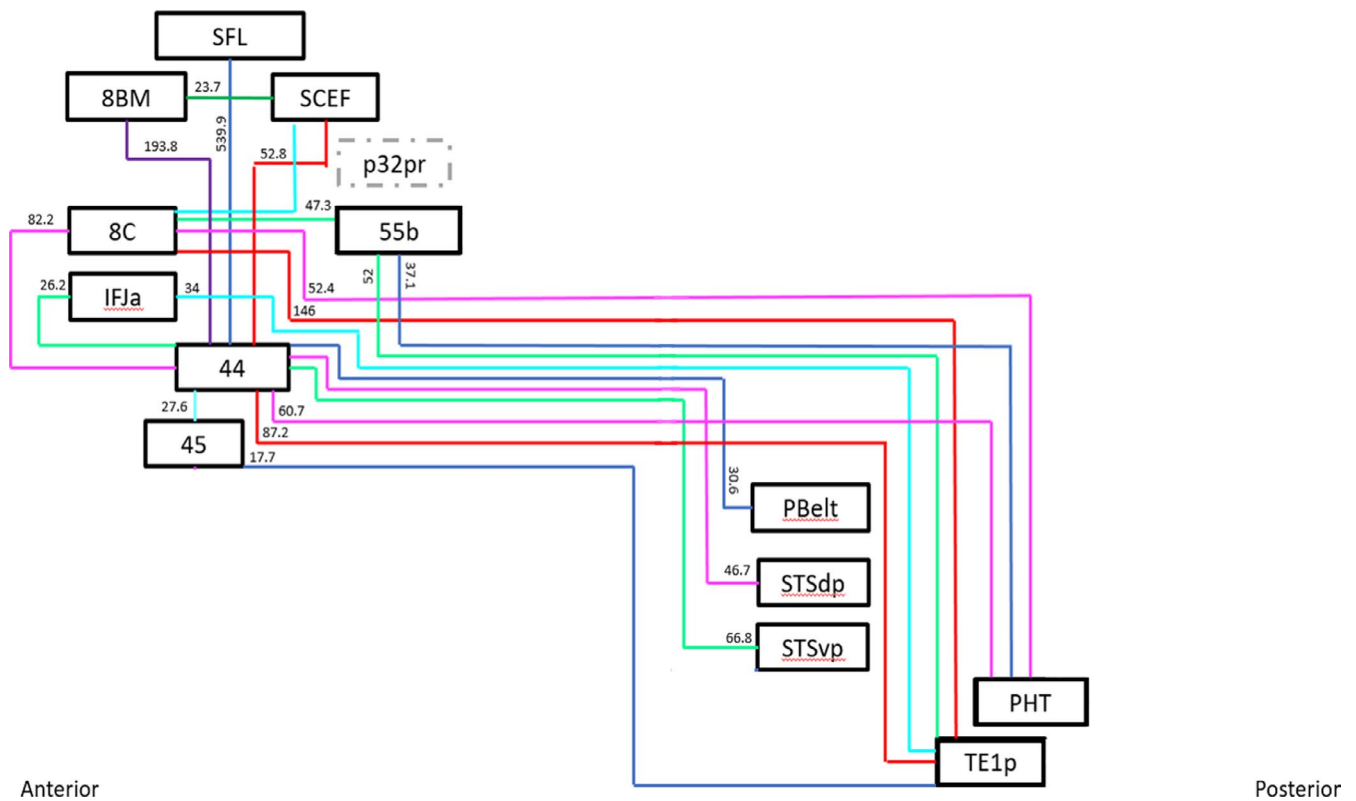 SFL
8BM
23.7
SCEF
539.9
193.8
52.8
p32pr
82.2
8C
47.3
55b
26.2
IFJa
34
52.4
52
37.1
146
44
27.6
60.7
45
87.2
17.7
30.6
PBelt
46.7
STSdp
66.8
STSvp
PHT
TE1p
Anterior
Posterior